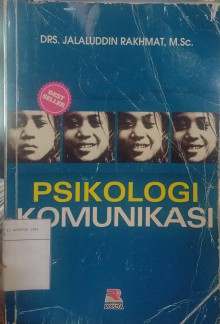 DRS. JALALUDDIN RAKHMAT, M.Sc.
BEST
SELLER
PSIKOLOGI
KOMUNIKASI